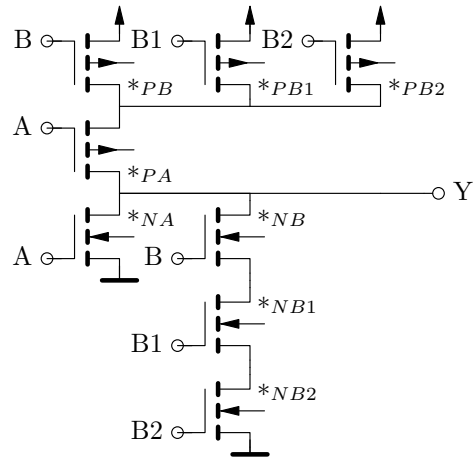 B B1 B2
*PB *PB1 *PB2
A
*PA
Y
*NA *NB
A B
*NB1
B1
*NB2
B2